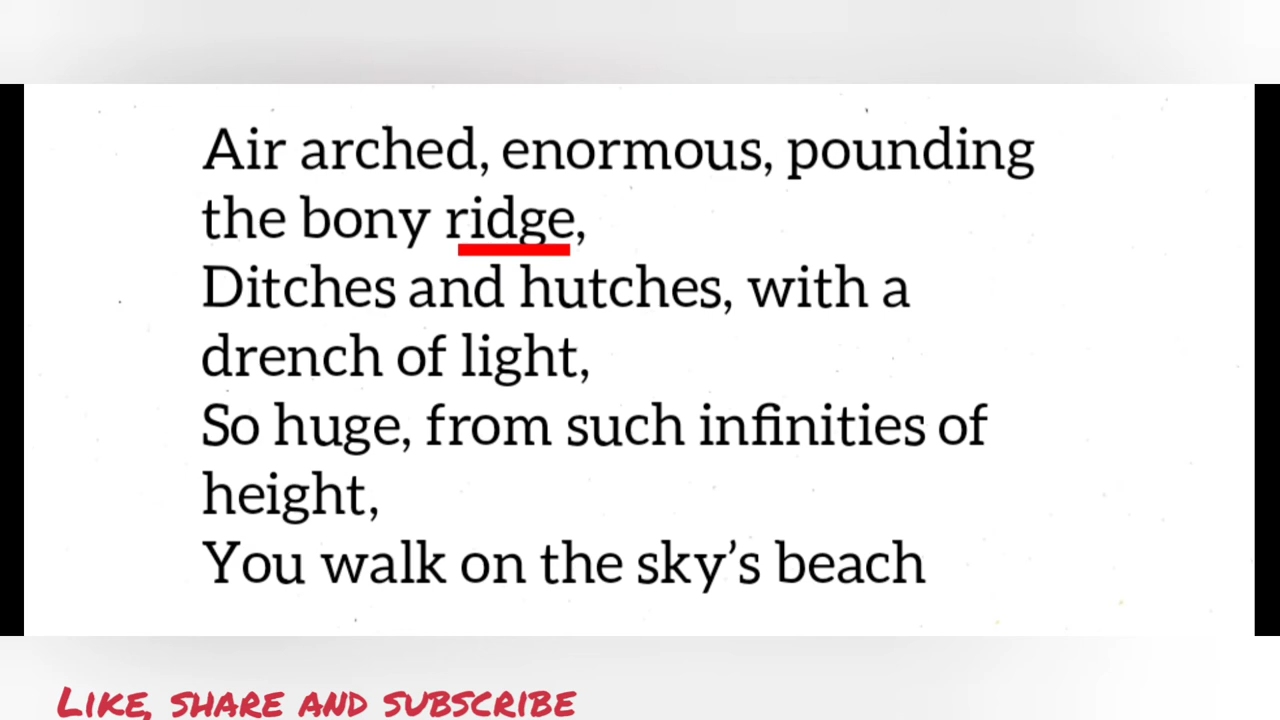 Air arched, enormous, pounding
the bony ridge,
Ditches and hutches, with a
drench of light,
So huge, from such infinities of
height,
You walk on the sky’s beach
LIKE, SHARE AND SUBSCRIBE